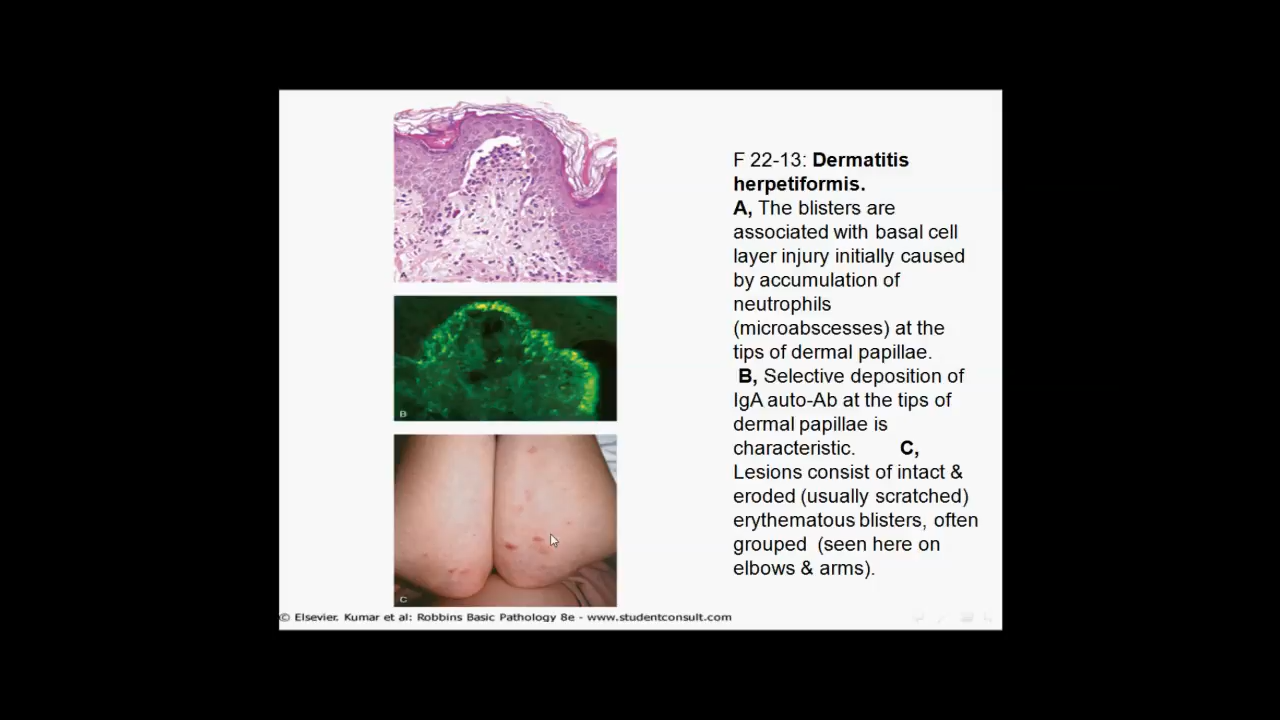 A
B
C
F 22-13: Dermatitis
herpetiformis.
A, The blisters are
associated with basal cell
layer injury initially caused
by accumulation of
neutrophils
(microabscesses) at the
tips of dermal papillae.
B, Selective deposition of
IgA auto-Ab at the tips of
dermal papillae is
characteristic. C,
Lesions consist of intact &
eroded (usually scratched)
erythematous blisters, often
grouped (seen here on
elbows & arms).
© Elsevier. Kumar et al: Robbins Basic Pathology 8e - www.studentconsult.com